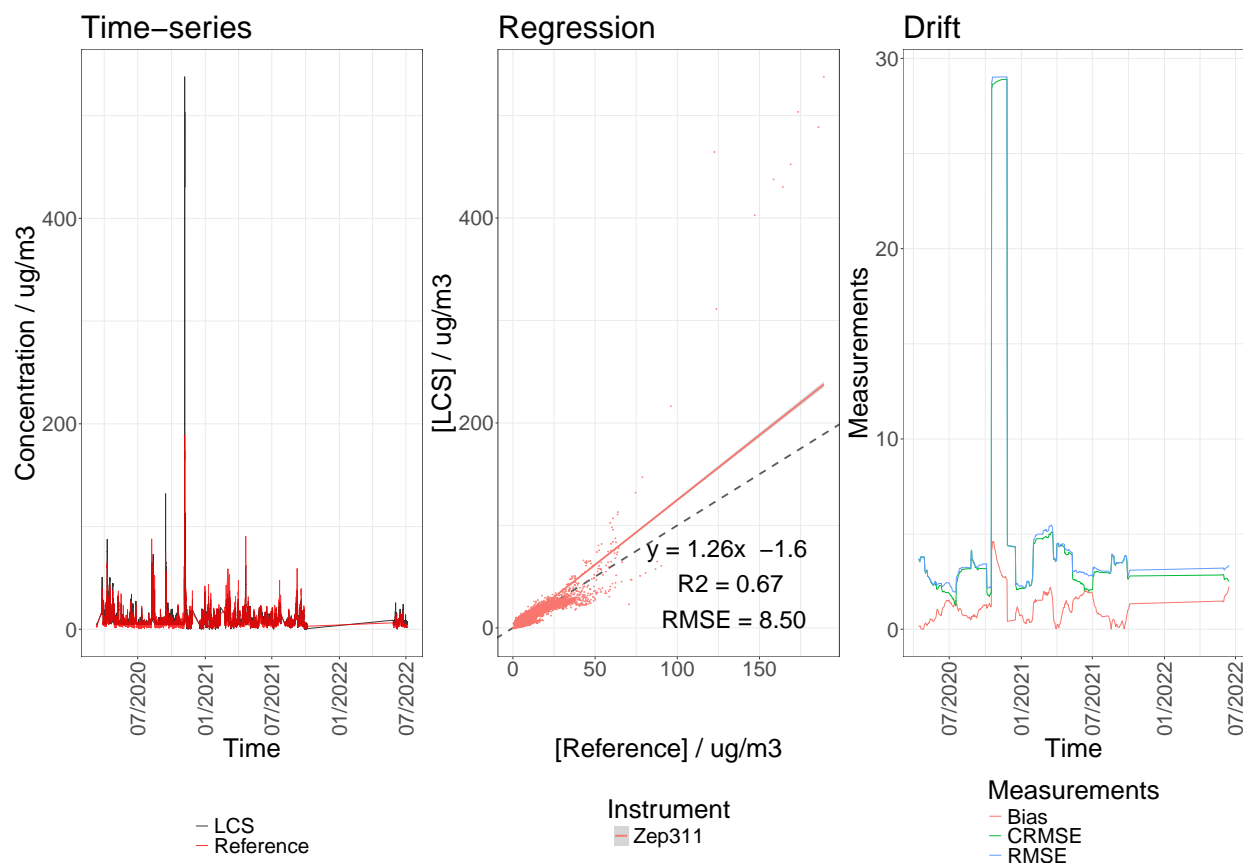 Time−series
Concentration / ug/m3
400
200
0
07/2020
01/2021
07/2021
01/2022
07/2022
Time
LCS
Reference
Regression
[LCS] / ug/m3
400
200
0
y = 1.26x −1.6
R2 = 0.67
RMSE = 8.50
0
50
100
150
[Reference] / ug/m3
Instrument
Zep311
Drift
Measurements
30
20
10
0
07/2020
01/2021
07/2021
01/2022
07/2022
Time
Measurements
Bias
CRMSE
RMSE